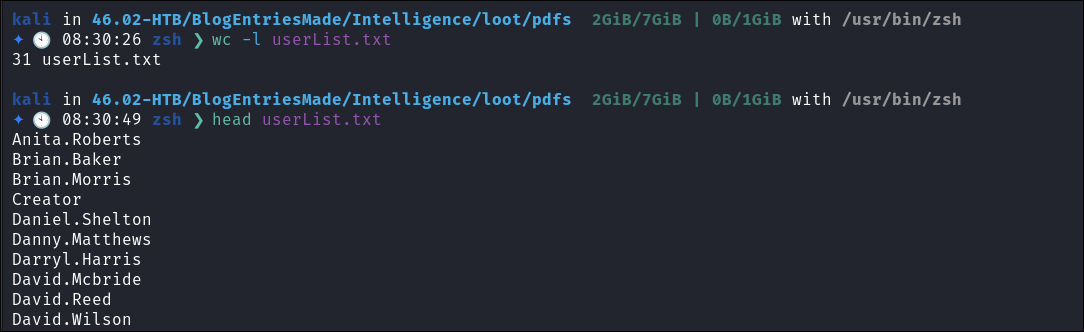 kali in 46.02-HTB/BlogEntriesMade/Intelligence/loot/pdfs  2GiB/7GiB | 0B/1GiB with /usr/bin/zsh
✦ 🕙 08:30:26 zsh ❯ wc -l userList.txt
31 userList.txt
kali in 46.02-HTB/BlogEntriesMade/Intelligence/loot/pdfs  2GiB/7GiB | 0B/1GiB with /usr/bin/zsh
✦ 🕙 08:30:49 zsh ❯ head userList.txt
Anita.Roberts
Brian.Baker
Brian.Morris
Creator
Daniel.Shelton
Danny.Matthews
Darryl.Harris
David.Mcbride
David.Reed
David.Wilson